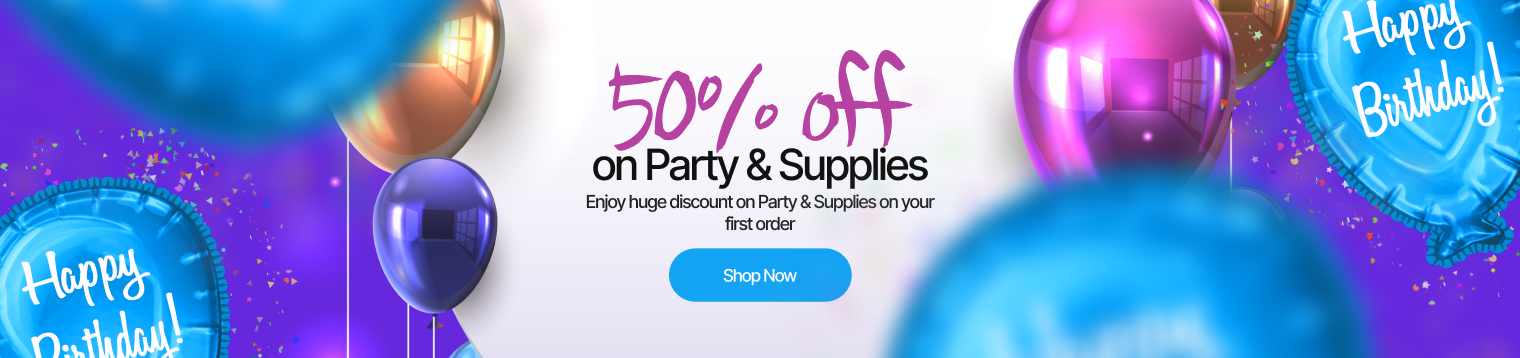 50% off
on Party & Supplies
Enjoy huge discount on Party & Supplies on your
first order
Shop Now
Happy
Birthday!
Happy
Birthday!